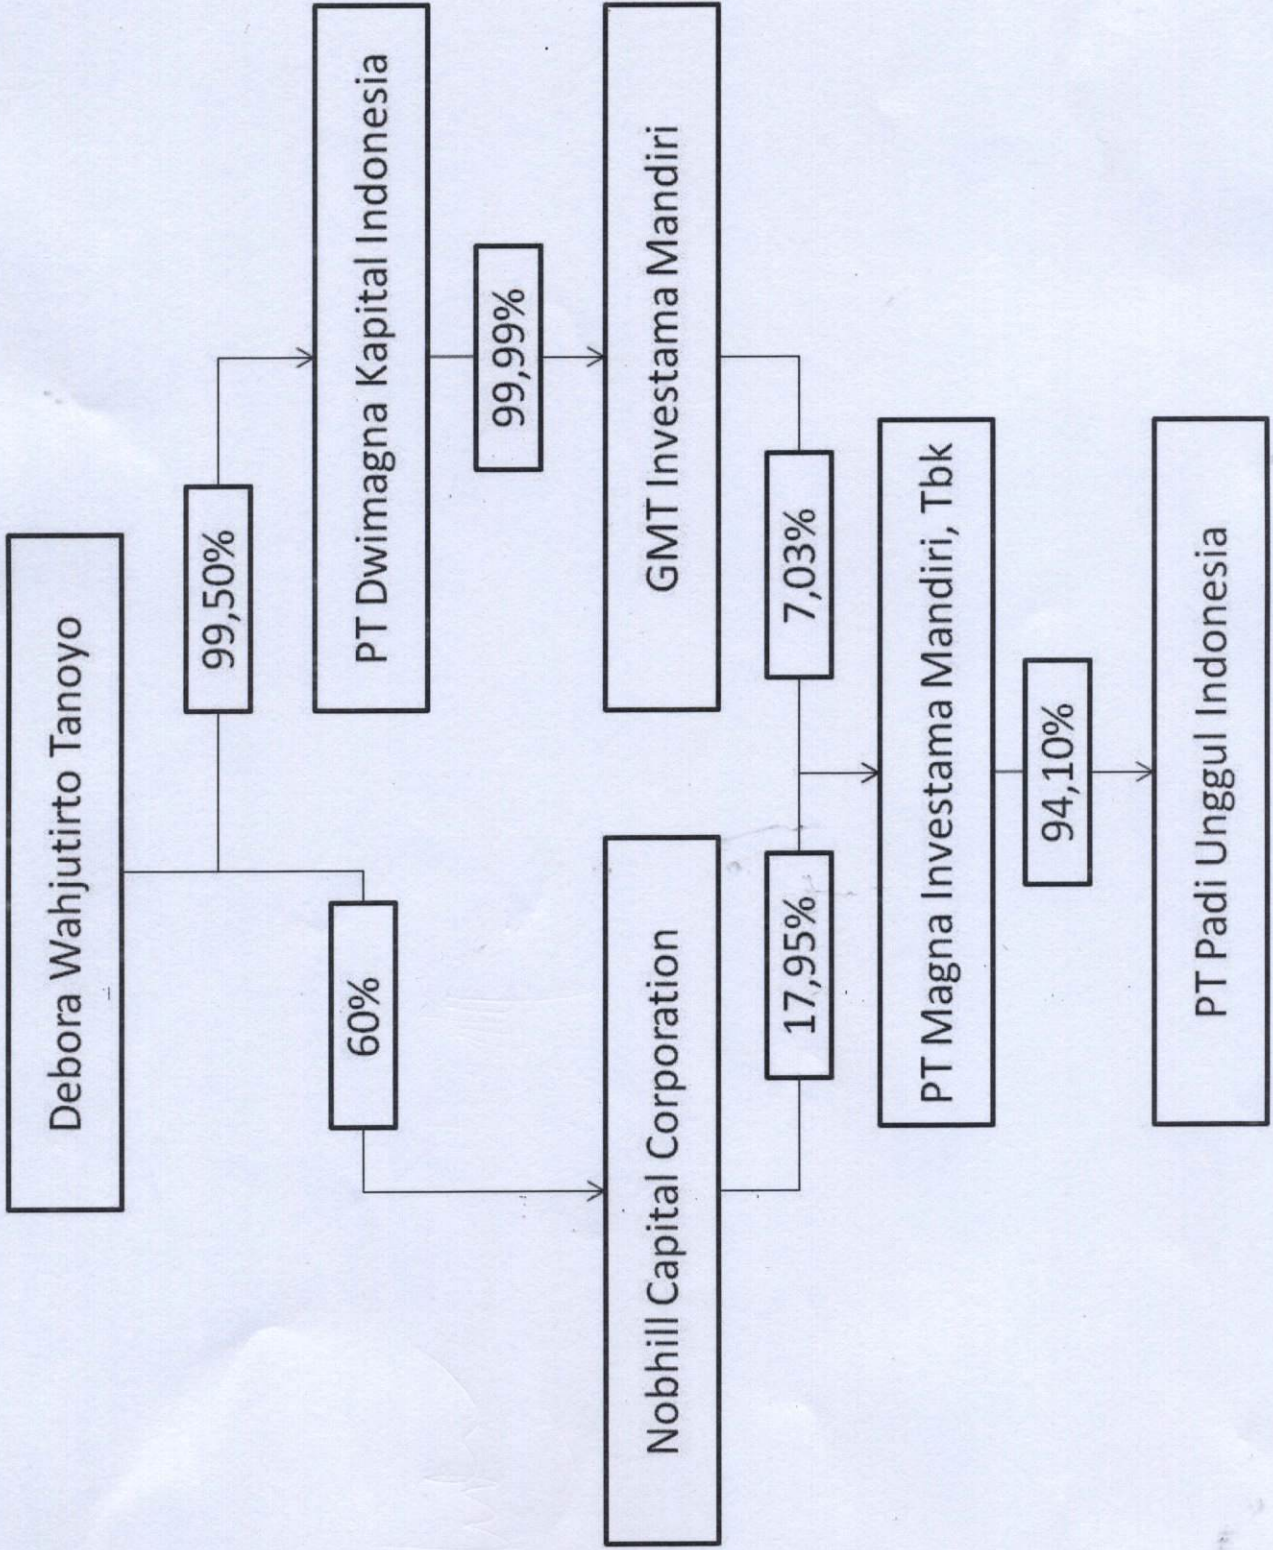 Debora Wahjutirto Tanoyo
99,50%
60%
PT Dwimagna Kapital Indonesia
99,99%
Nobhill Capital Corporation
GMT Investama Mandiri
17,95%
7,03%
PT Magna Investama Mandiri, Tbk
94,10%
PT Padi Unggul Indonesia